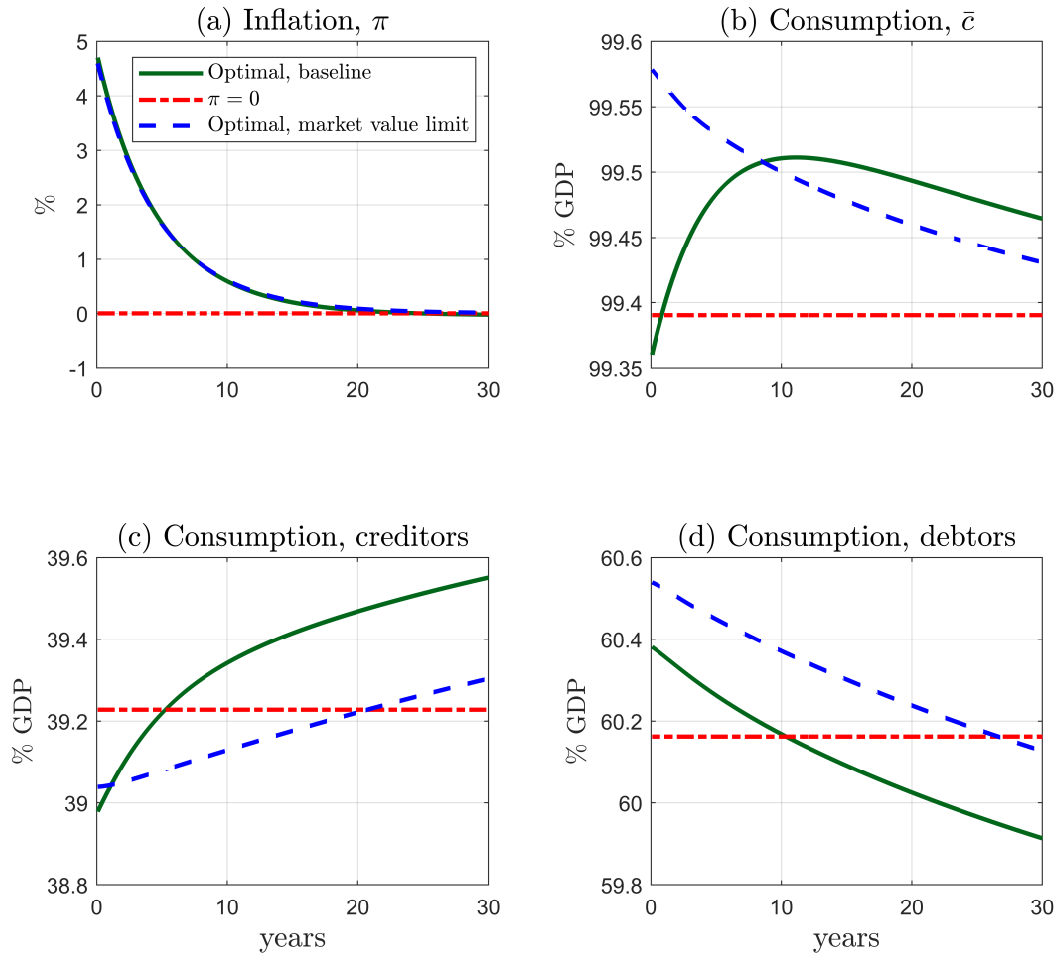 (a) Inflation, π
5
4
3
2
1
0
-1
%
0 10 20 30
Optimal, baseline
π = 0
Optimal, market value limit
(b) Consumption, c̄
99.6
99.55
99.5
99.45
99.4
99.35
% GDP
0 10 20 30
(c) Consumption, creditors
39.6
39.4
39.2
39
38.8
% GDP
0 10 20 30
years
(d) Consumption, debtors
60.6
60.4
60.2
60
59.8
% GDP
0 10 20 30
years